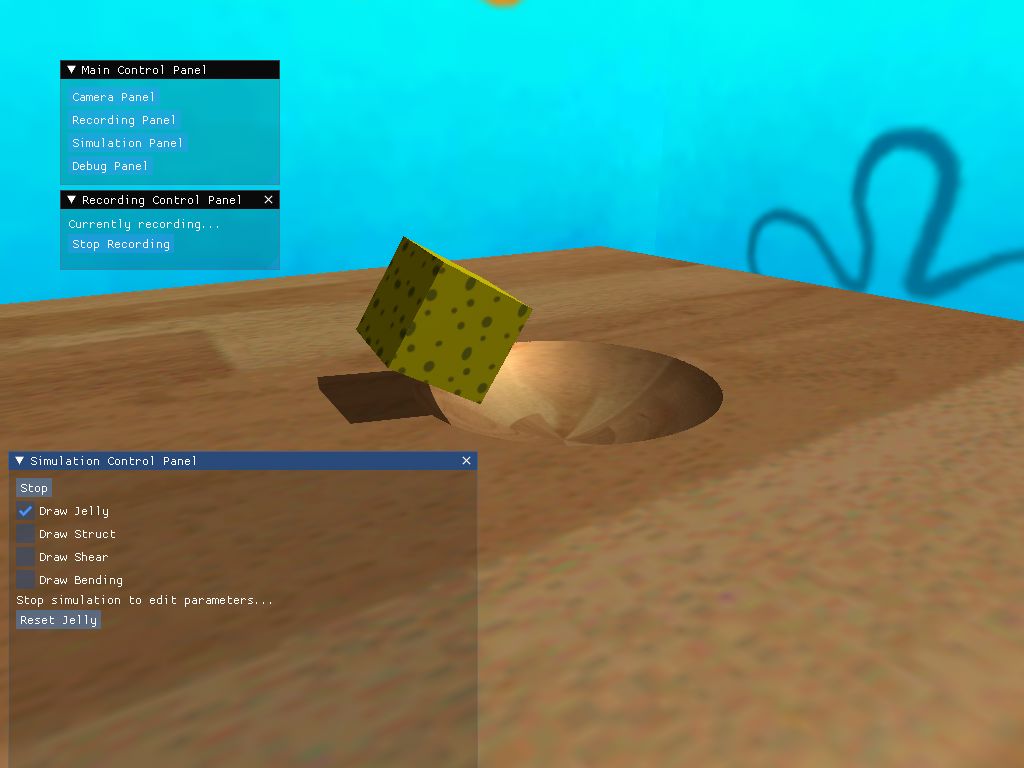 Main Control Panel
Camera Panel
Recording Panel
Simulation Panel
Debug Panel
Recording Control Panel
Currently recording...
Stop Recording
Simulation Control Panel
Stop
Draw Jelly
Draw Struct
Draw Shear
Draw Bending
Stop simulation to edit parameters...
Reset Jelly